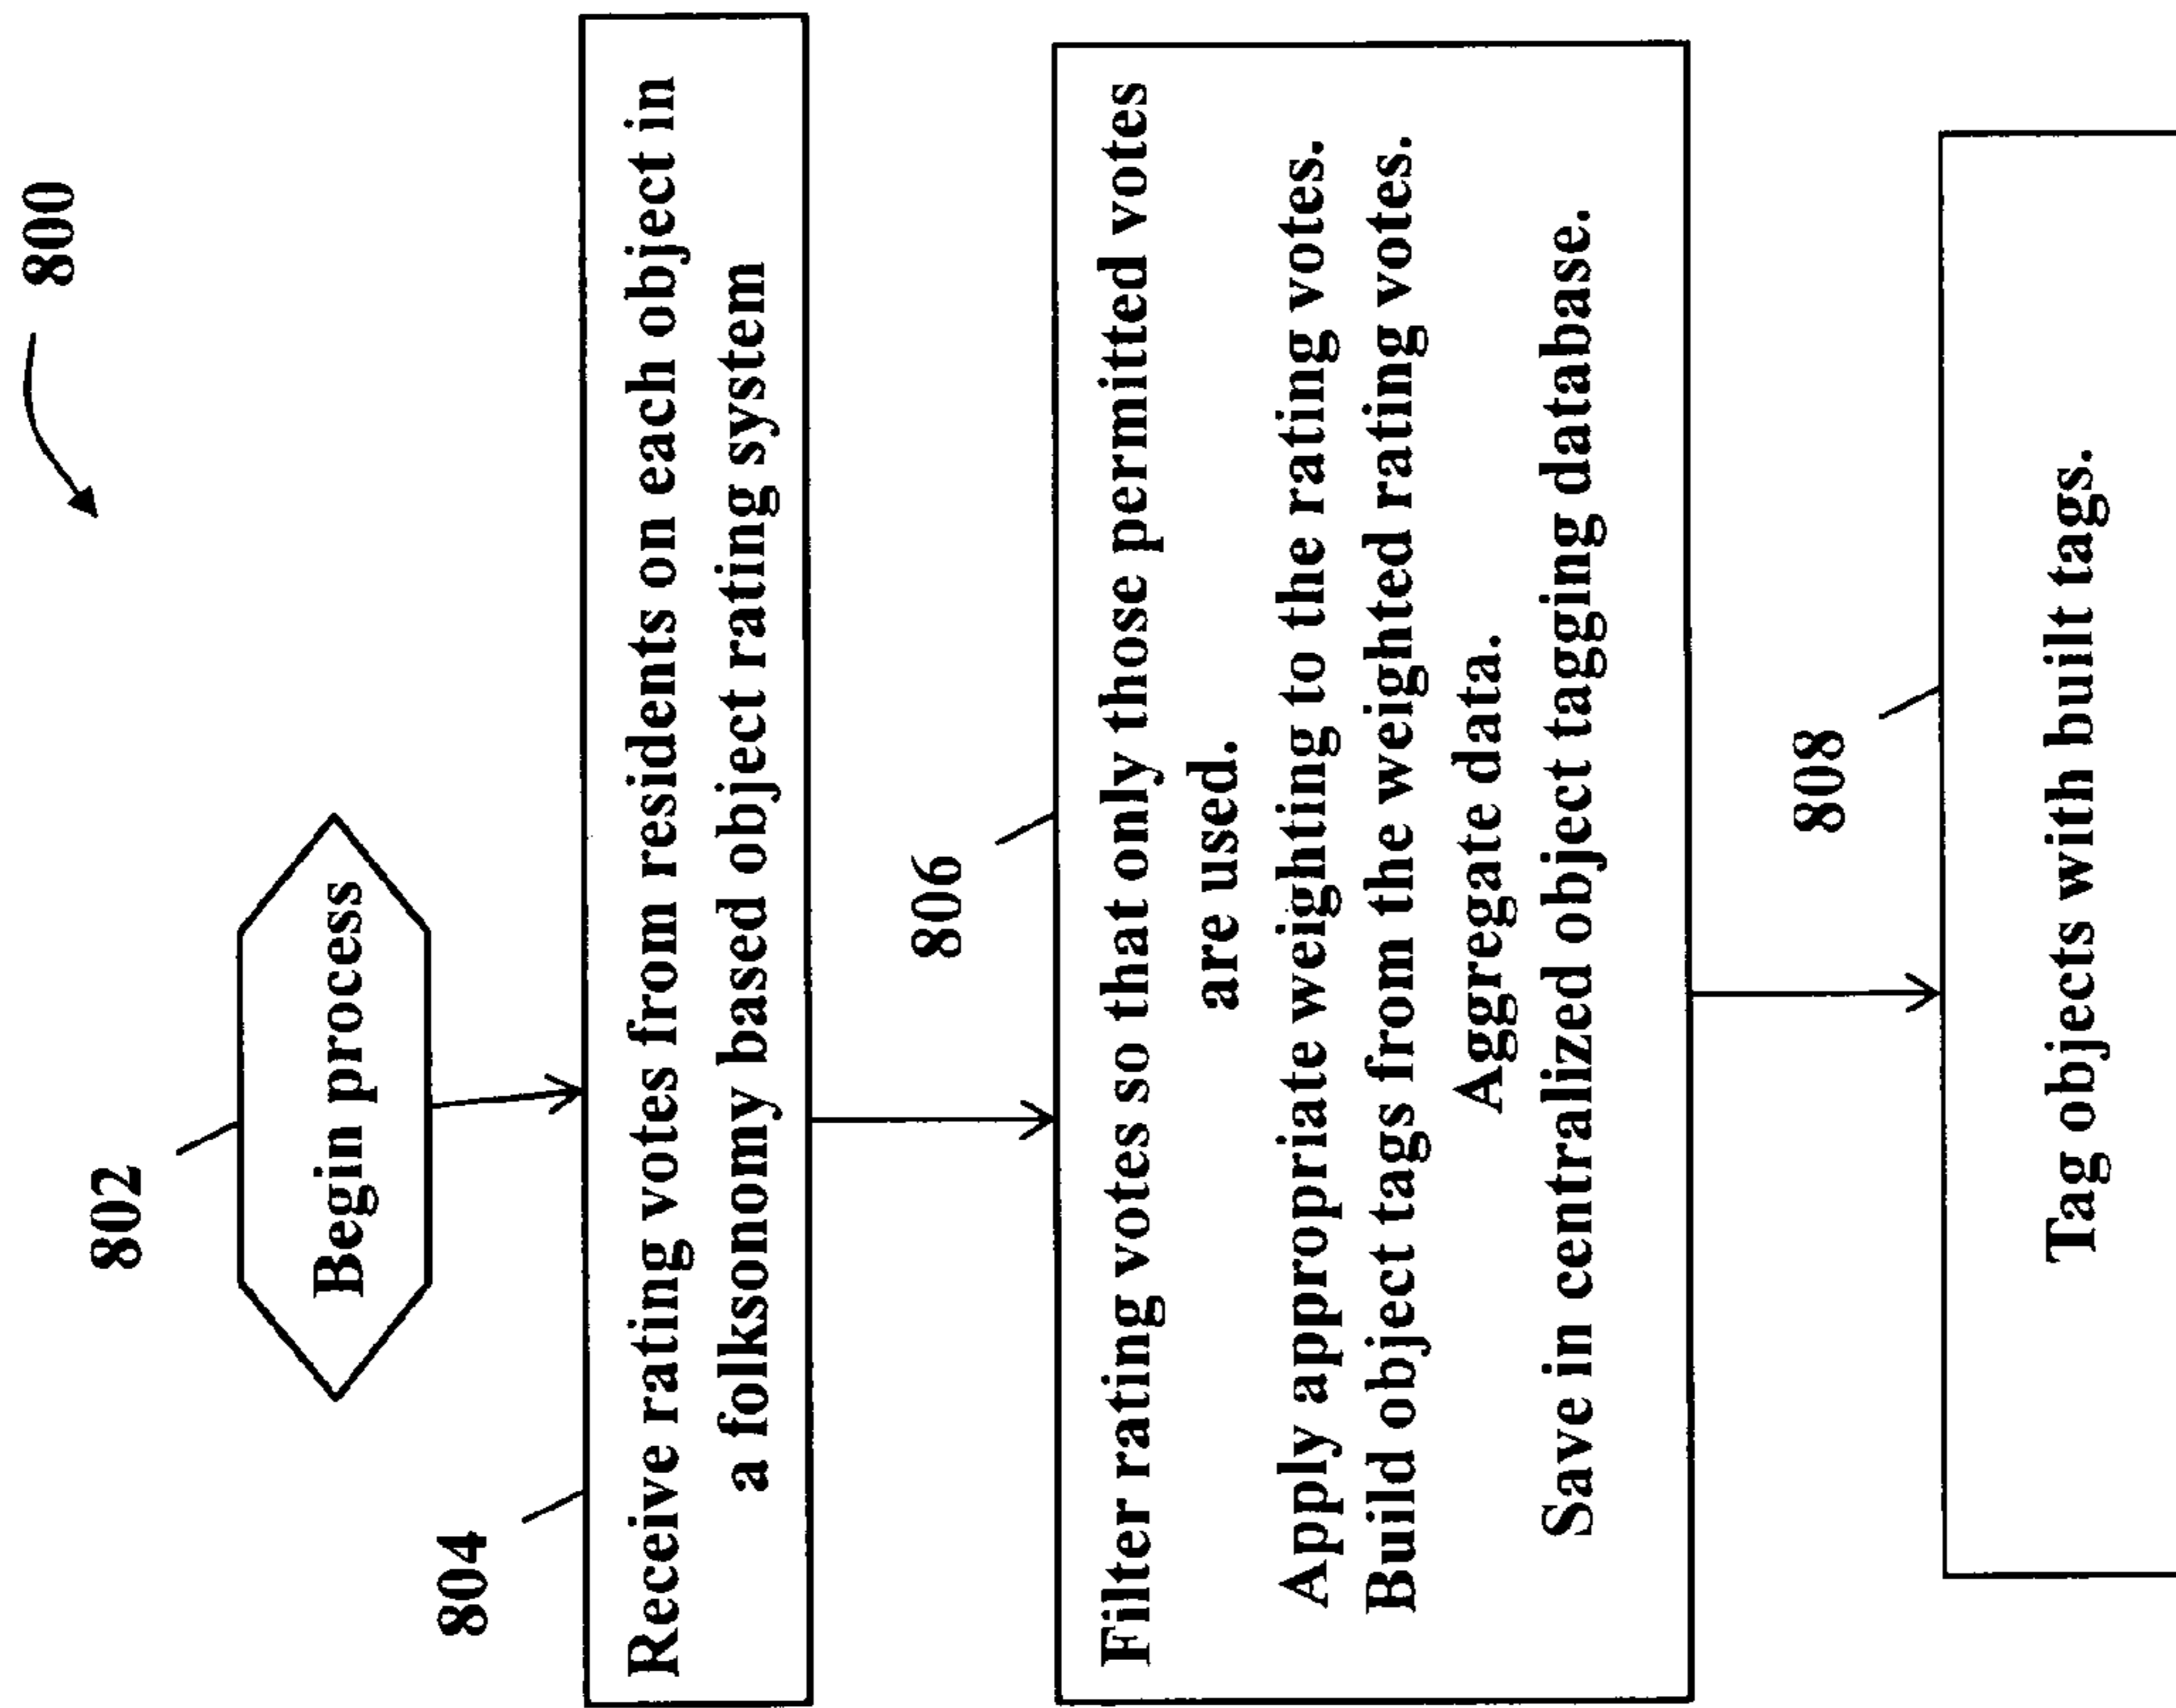 800
802
Begin process
804
Receive rating votes from residents on each object in
a folksonomy based object rating system
806
Filter rating votes so that only those permitted votes
are used.
Apply appropriate weighting to the rating votes.
Build object tags from the weighted rating votes.
Aggregate data.
Save in centralized object tagging database.
808
Tag objects with built tags.